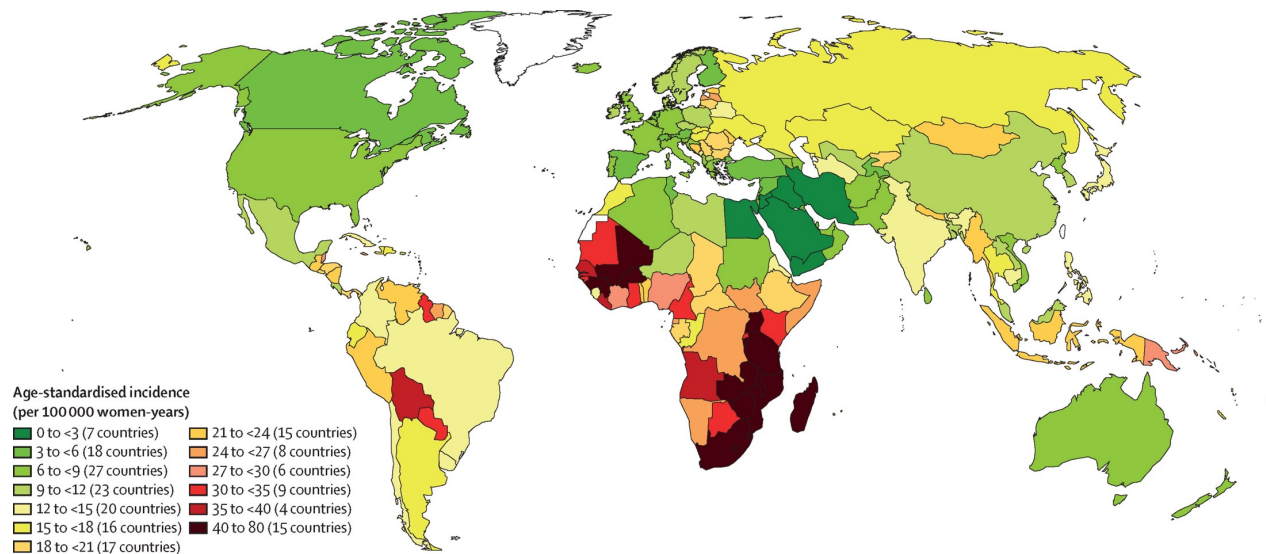 Age-standardised incidence
(per 100 000 women-years)
0 to <3 (7 countries)
3 to <6 (18 countries)
6 to <9 (27 countries)
9 to <12 (23 countries)
12 to <15 (20 countries)
15 to <18 (16 countries)
18 to <21 (17 countries)
21 to <24 (15 countries)
24 to <27 (8 countries)
27 to <30 (6 countries)
30 to <35 (9 countries)
35 to <40 (4 countries)
40 to 80 (15 countries)